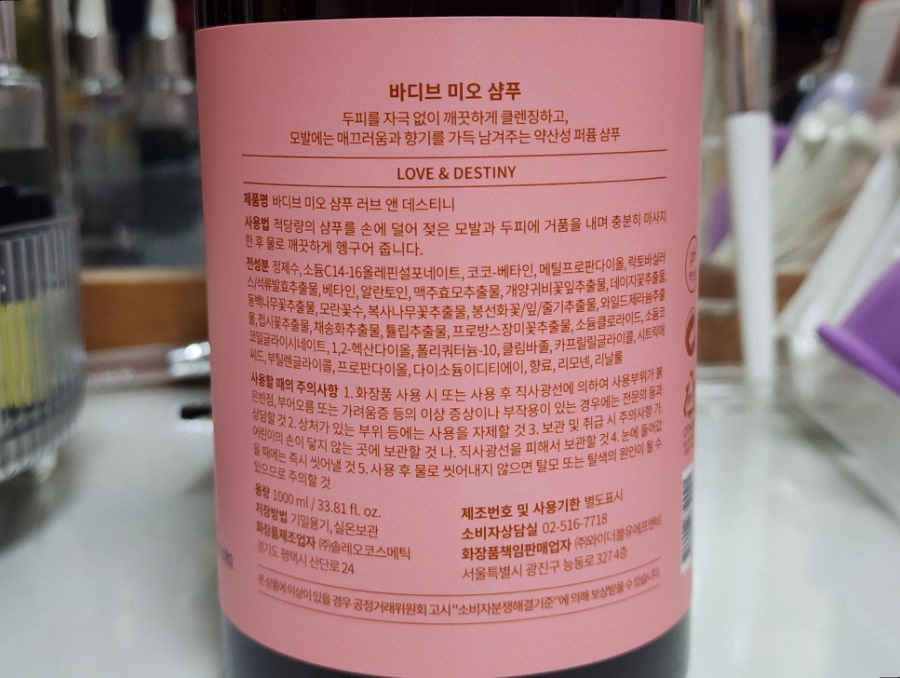 바디브 미오 샴푸
두피를 자극 없이 깨끗하게 클렌징하고,
모발에는 매끄러움과 향기를 가득 남겨주는 약산성 퍼퓸 샴푸
LOVE & DESTINY
제품명 바디브 미오 샴푸 러브 앤 데스티니
사용법 적당량의 샴푸를 손에 덜어 젖은 모발과 두피에 거품을 내며 충분히 마사지
한 후 물로 깨끗하게 헹구어 줍니다.
전성분 정제수, 소듐C14-16올레핀설포네이트, 코코-베타인, 메틸프로판다이올, 락토바실러
스/석류발효추출물, 베타인, 알란토인, 맥주효모추출물, 개양귀비꽃잎추출물, 데이지꽃추출물,
동백나무꽃추출물, 모란꽃수, 복사나무꽃추출물, 봉선화꽃/잎/줄기추출물, 와일드제라늄추출
물, 접시꽃추출물, 채송화추출물, 튤립추출물, 프로방스장미꽃추출물, 소듐클로라이드, 소듐코
코일글라이시네이트, 1,2-헥산다이올, 폴리쿼터늄-10, 클림바졸, 카프릴릴글라이콜, 시트릭애
씨드, 부틸렌글라이콜, 프로판다이올, 다이소듐이디티에이, 향료, 리모넨, 리날룰
사용할 때의 주의사항 1. 화장품 사용 시 또는 사용 후 직사광선에 의하여 사용부위가 붉
은반점, 부어오름 또는 가려움증 등의 이상 증상이나 부작용이 있는 경우에는 전문의 등과
상담할 것 2. 상처가 있는 부위 등에는 사용을 자제할 것 3. 보관 및 취급 시 주의사항 가.
어린이의 손이 닿지 않는 곳에 보관할 것 나. 직사광선을 피해서 보관할 것 4. 눈에 들어갔
을 때에는 즉시 씻어낼 것 5. 사용 후 물로 씻어내지 않으면 탈모 또는 탈색의 원인이 될 수
있으므로 주의할 것
용량 1000 ml / 33.81 fl. oz.
저장방법 기밀용기, 실온보관
화장품제조업자 ㈜솔레오코스메틱
경기도 평택시 산단로 24
제조번호 및 사용기한 별도표시
소비자상담실 02-516-7718
화장품책임판매업자 ㈜와이더블유에프앤비
서울특별시 광진구 능동로 327 4층
본 상품에 이상이 있을 경우 공정거래위원회 고시 "소비자분쟁해결기준"에 의해 보상받을 수 있습니다.